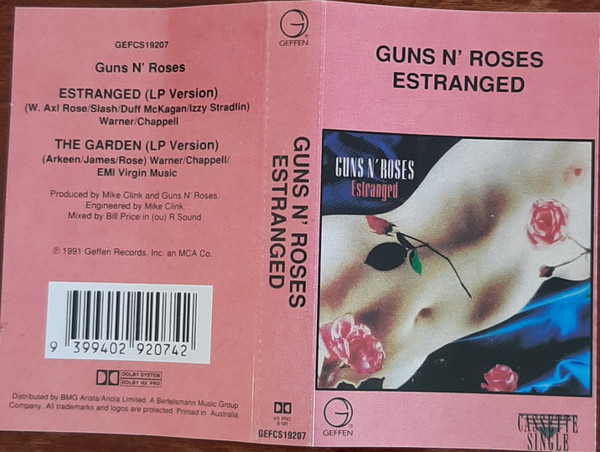 GEFCS19207
Guns N' Roses
ESTRANGED (LP Version)
(W. Axl Rose/Slash/Duff McKagan/Izzy Stradlin)
Warner/Chappell
THE GARDEN (LP Version)
(Arkeen/James/Rose) Warner/Chappell/
EMI Virgin Music
Produced by Mike Clink and Guns N' Roses.
Engineered by Mike Clink.
Mixed by Bill Price in (ou) R Sound
℗ 1991 Geffen Records, Inc. an MCA Co.
9 399402 920742
DOLBY SYSTEM
DOLBY HX PRO
Distributed by BMG Arista/Ariola Limited. A Bertelsmann Music Group
Company. All trademarks and logos are protected. Printed in Australia.
GEFFEN
GUNS N' ROSES
ESTRANGED
HX PRO
B NR
GEFCS19207
GUNS N' ROSES
ESTRANGED
GUNS N' ROSES
Estranged
GEFFEN
CASSETTE
SINGLE